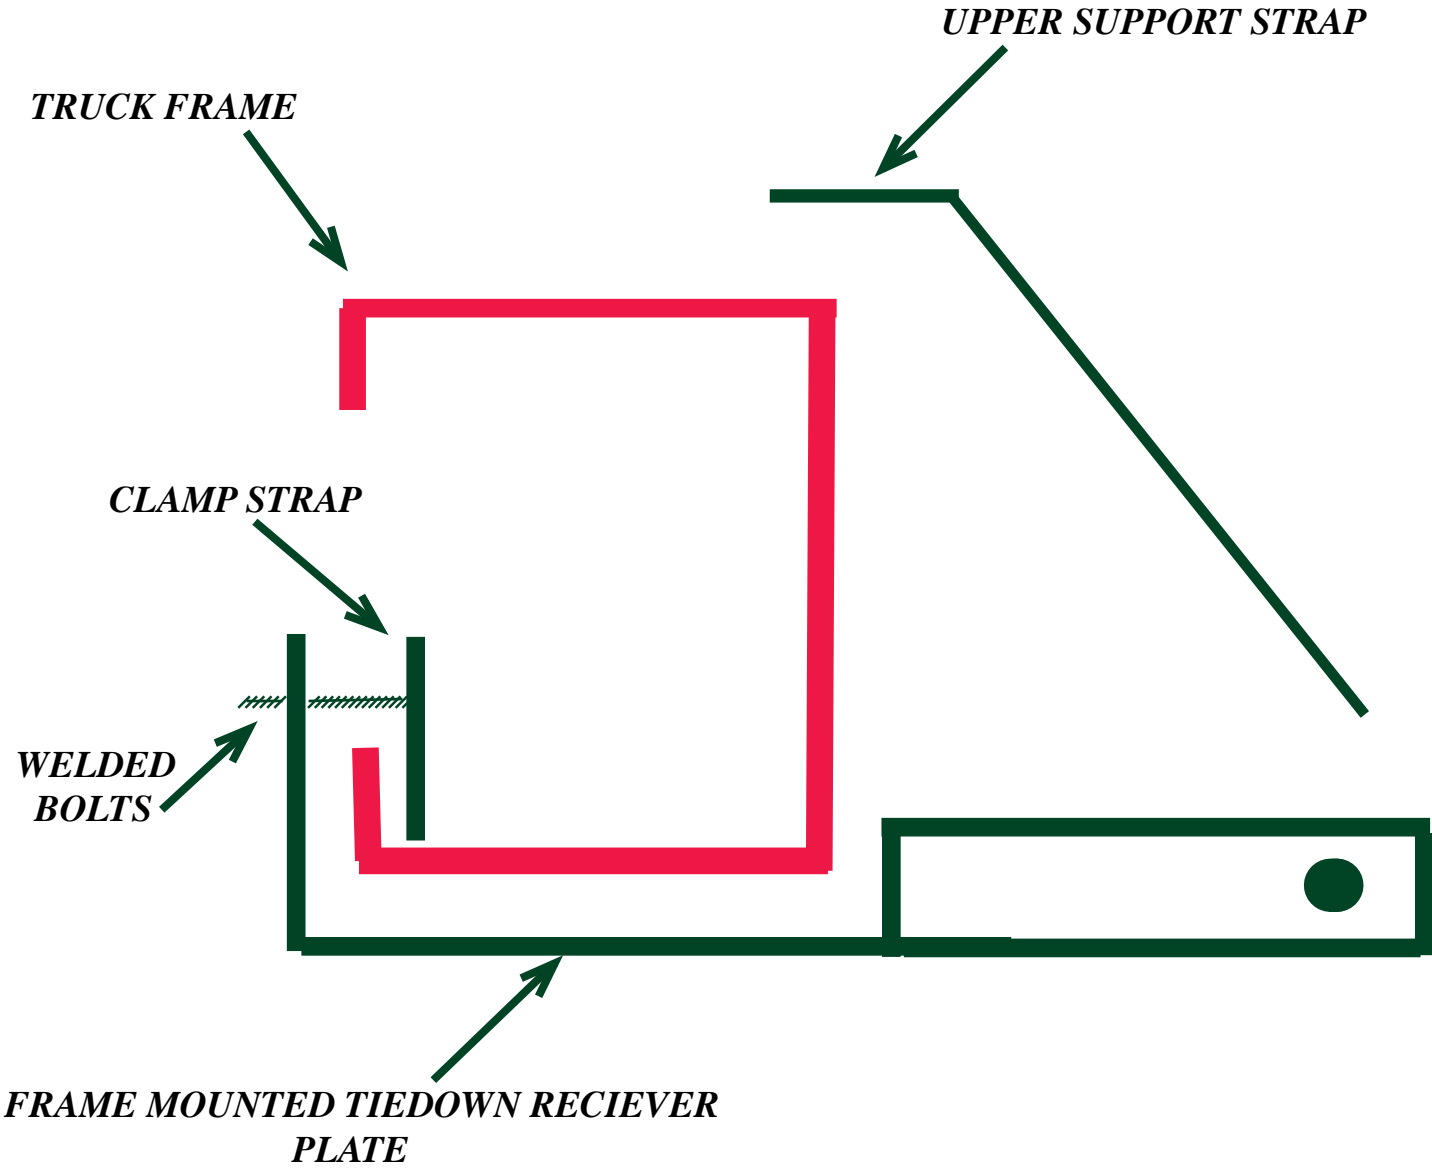 UPPER SUPPORT STRAP
TRUCK FRAME
CLAMP STRAP
WELDED
BOLTS
FRAME MOUNTED TIEDOWN RECIEVER
PLATE